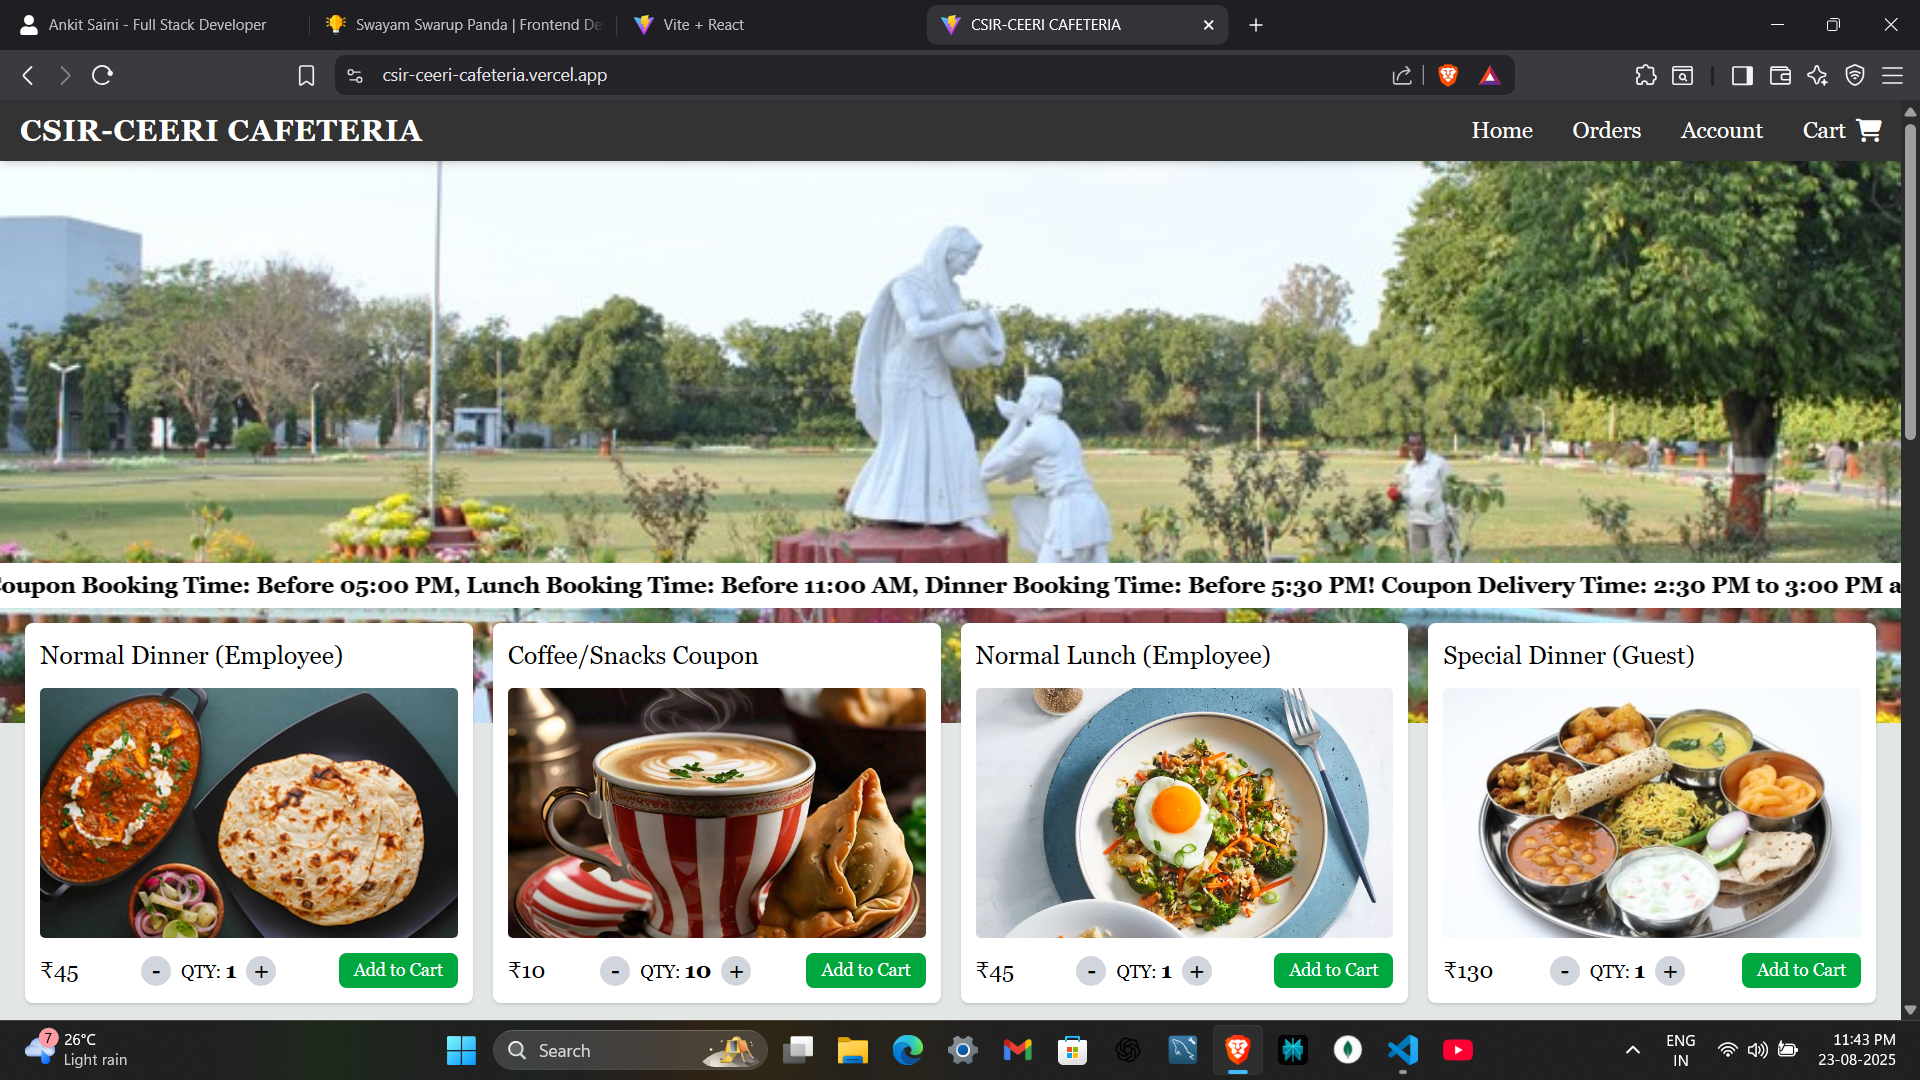 Ankit Saini - Full Stack Developer
Swayam Swarup Panda | Frontend De
Vite + React
CSIR-CEERI CAFETERIA
csir-ceeri-cafeteria.vercel.app
CSIR-CEERI CAFETERIA
Home
Orders
Account
Cart
oupon Booking Time: Before 05:00 PM, Lunch Booking Time: Before 11:00 AM, Dinner Booking Time: Before 5:30 PM! Coupon Delivery Time: 2:30 PM to 3:00 PM a
Normal Dinner (Employee)
₹45
- QTY: 1 +
Add to Cart
Coffee/Snacks Coupon
₹10
- QTY: 10 +
Add to Cart
Normal Lunch (Employee)
₹45
- QTY: 1 +
Add to Cart
Special Dinner (Guest)
₹130
- QTY: 1 +
Add to Cart
7
26°C
Light rain
Search
ENG
IN
11:43 PM
23-08-2025